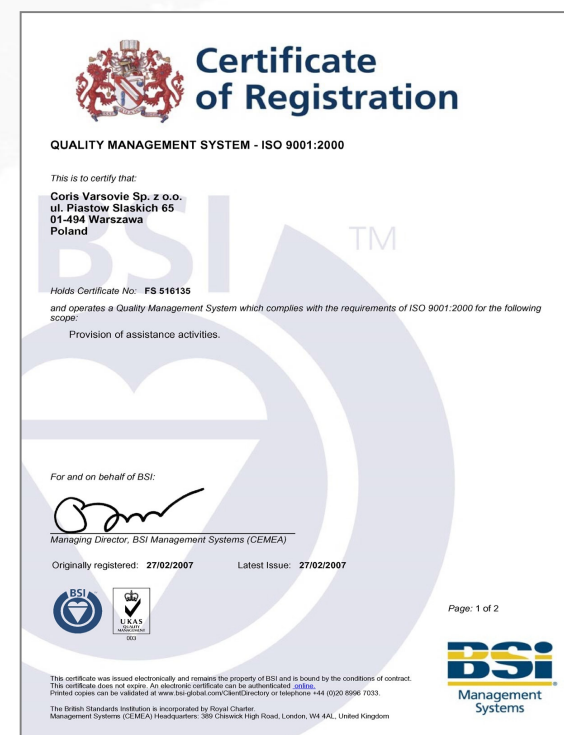 Certificate
of Registration
QUALITY MANAGEMENT SYSTEM - ISO 9001:2000
This is to certify that:
Coris Varsovie Sp. z o.o.
ul. Piastow Slaskich 65
01-494 Warszawa
Poland
BSI TM
Holds Certificate No: FS 516135
and operates a Quality Management System which complies with the requirements of ISO 9001:2000 for the following
scope:
Provision of assistance activities.
For and on behalf of BSI:
Managing Director, BSI Management Systems (CEMEA)
Originally registered: 27/02/2007 Latest Issue: 27/02/2007
BSI
UKAS
QUALITY
MANAGEMENT
003
Page: 1 of 2
This certificate was issued electronically and remains the property of BSI and is bound by the conditions of contract.
This certificate does not expire. An electronic certificate can be authenticated online.
Printed copies can be validated at www.bsi-global.com/ClientDirectory or telephone +44 (0)20 8996 7033.
The British Standards Institution is incorporated by Royal Charter.
Management Systems (CEMEA) Headquarters: 389 Chiswick High Road, London, W4 4AL, United Kingdom
BSi
Management
Systems